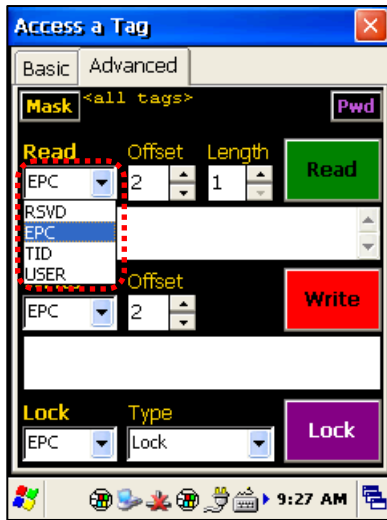 Access a Tag
Basic Advanced
Mask <all tags> Pwd
Read Offset Length
EPC 2 1 Read
RSVD
EPC
TID
USER
Offset
EPC 2 Write
Lock Type
EPC Lock Lock
9:27 AM